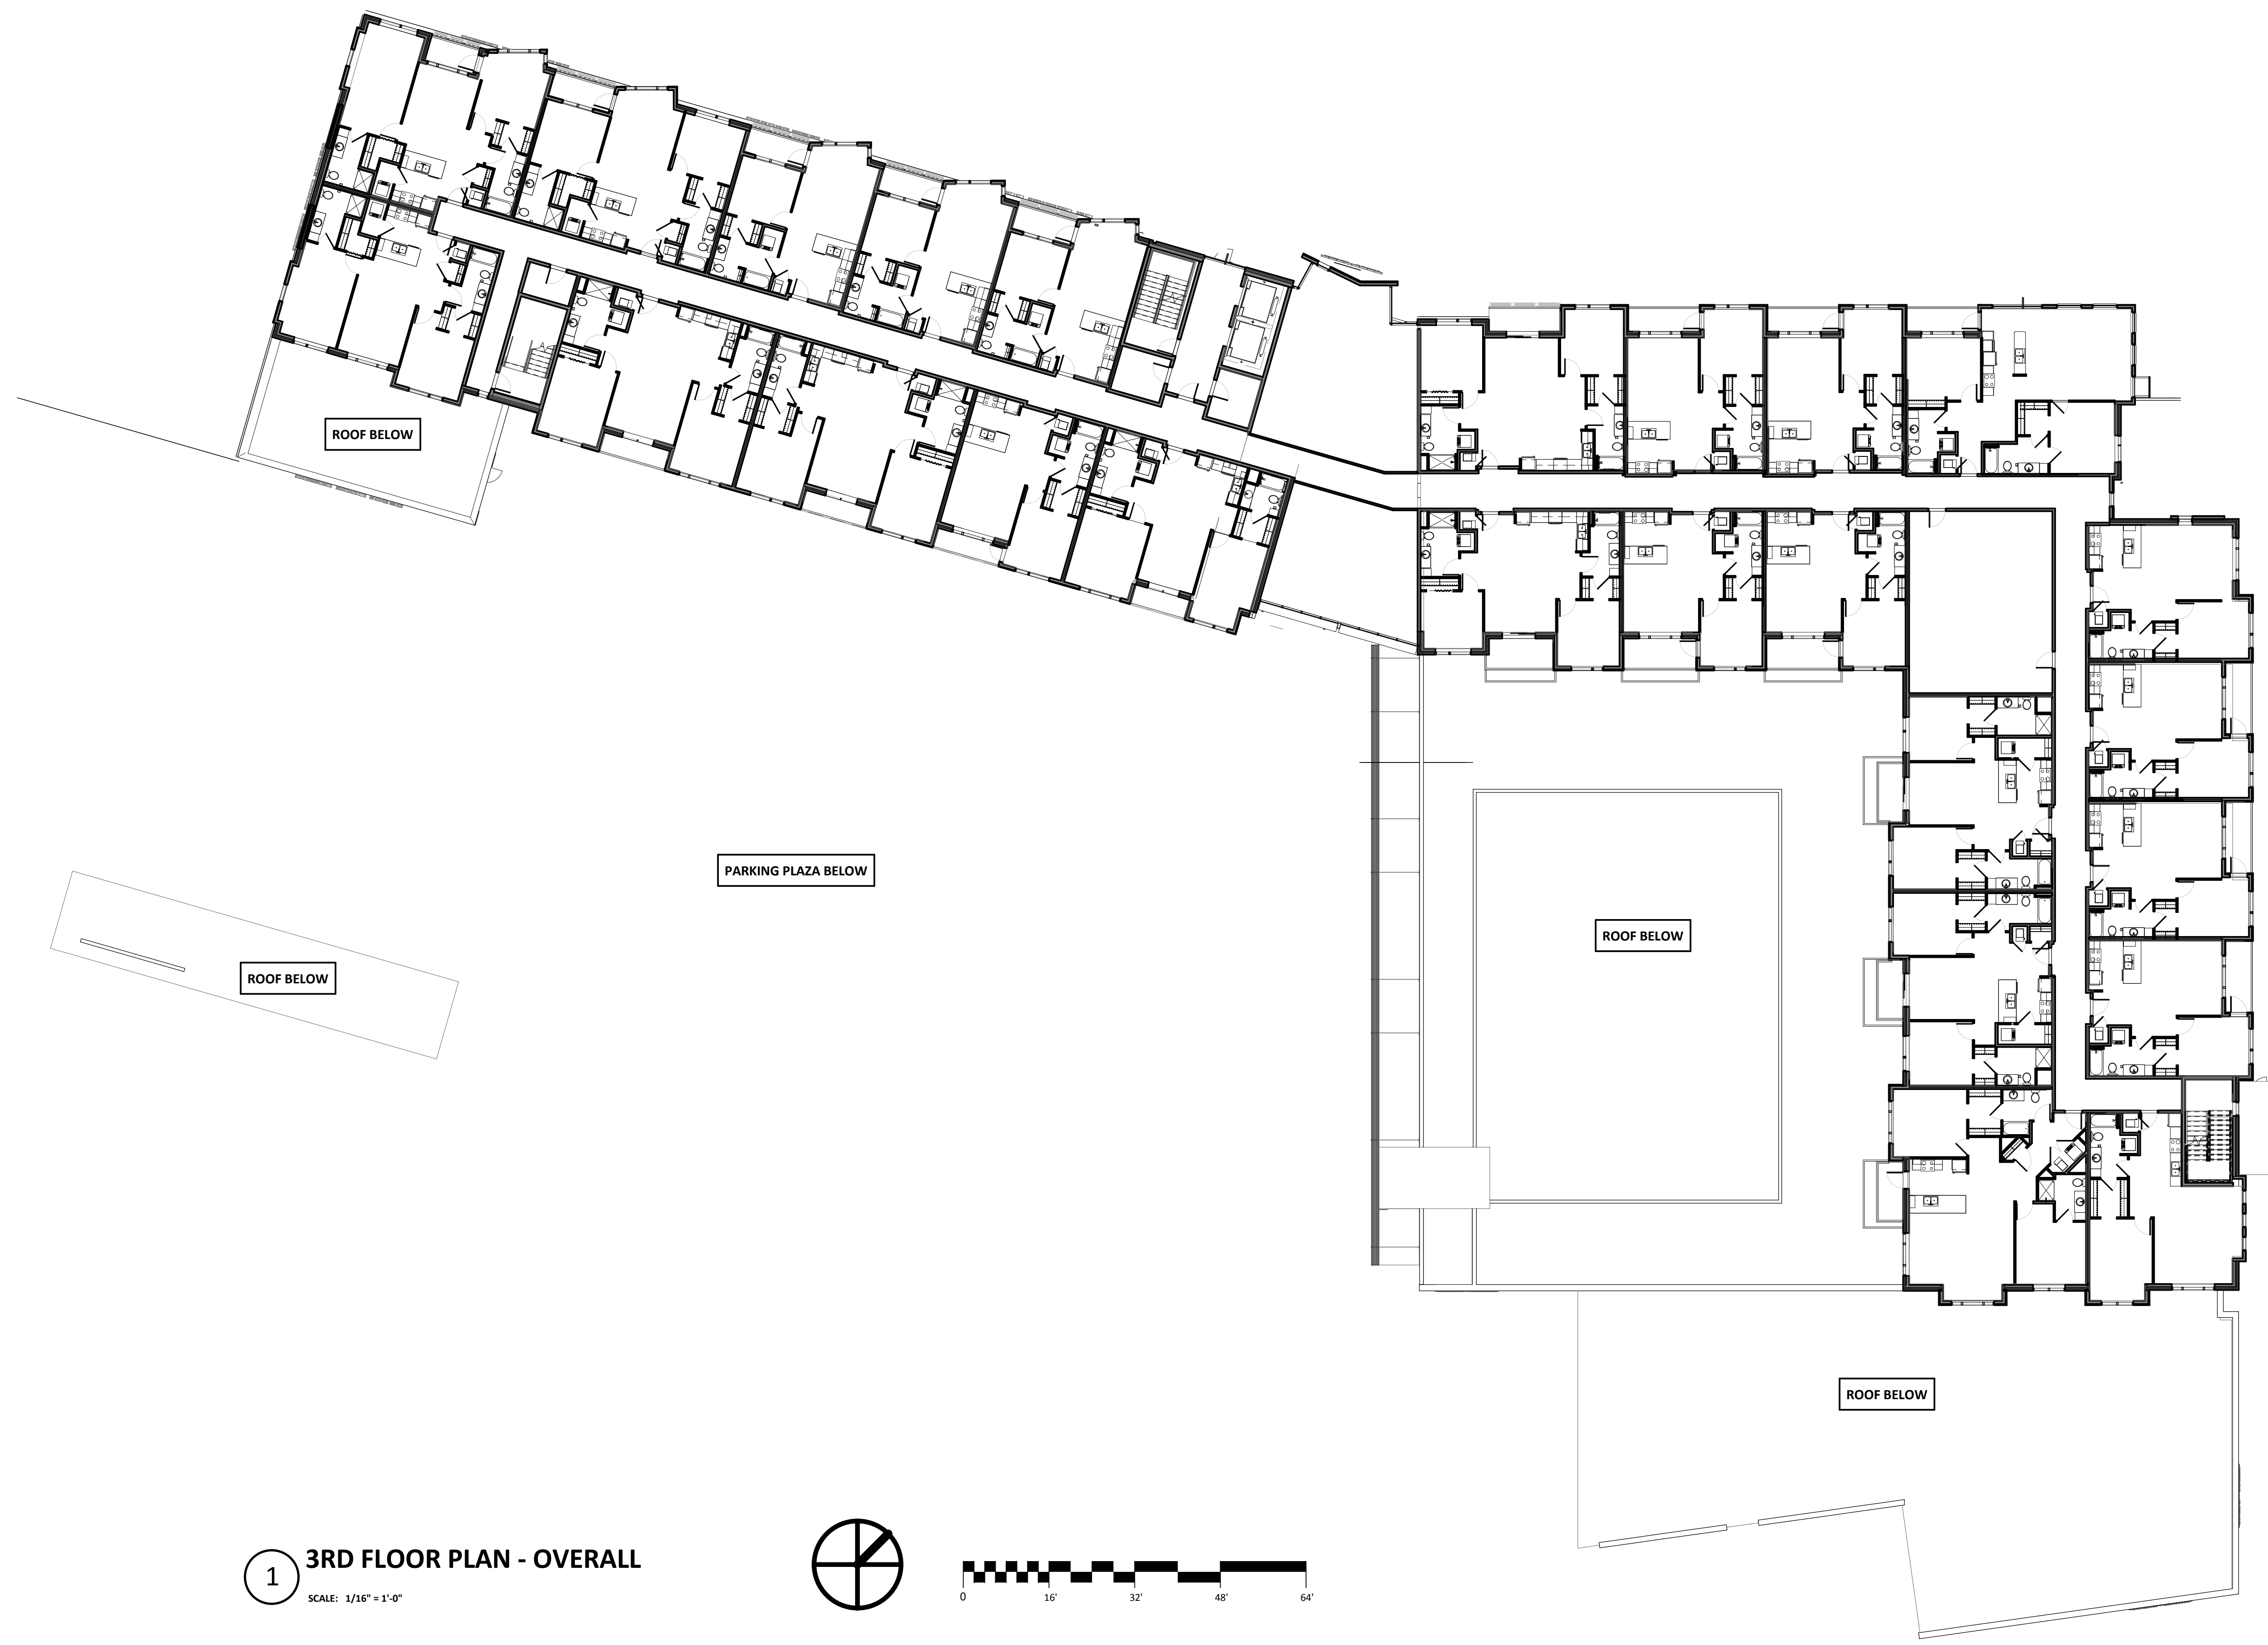 ROOF BELOW
PARKING PLAZA BELOW
ROOF BELOW
ROOF BELOW
ROOF BELOW
1
3RD FLOOR PLAN - OVERALL
SCALE: 1/16" = 1'-0"
0 16' 32' 48' 64'